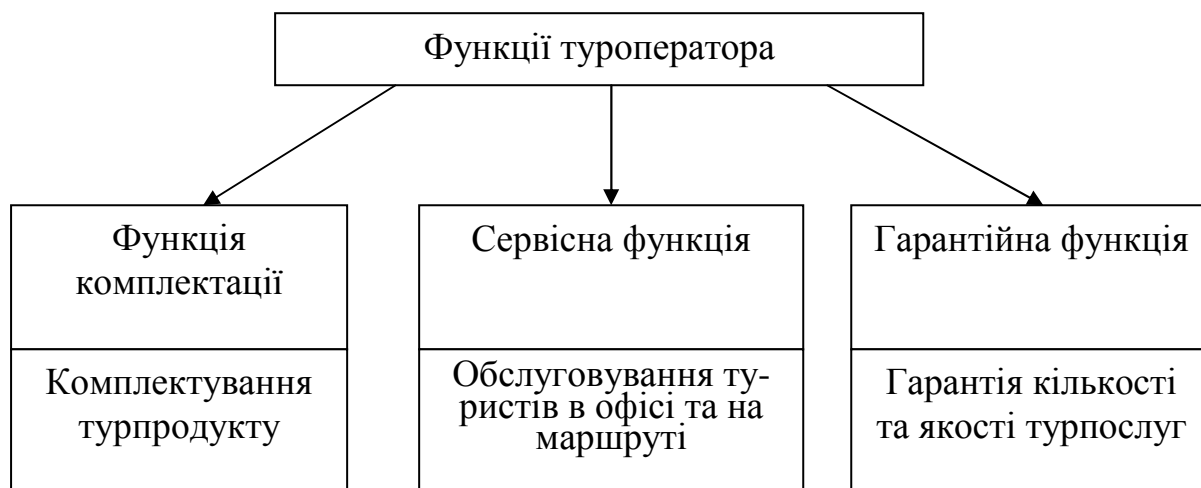 Функції туроператора
Функція
комплектації
Сервісна функція
Гарантійна функція
Комплектування
турпродукту
Обслуговування ту-
ристів в офісі та на
маршруті
Гарантія кількості
та якості турпослуг